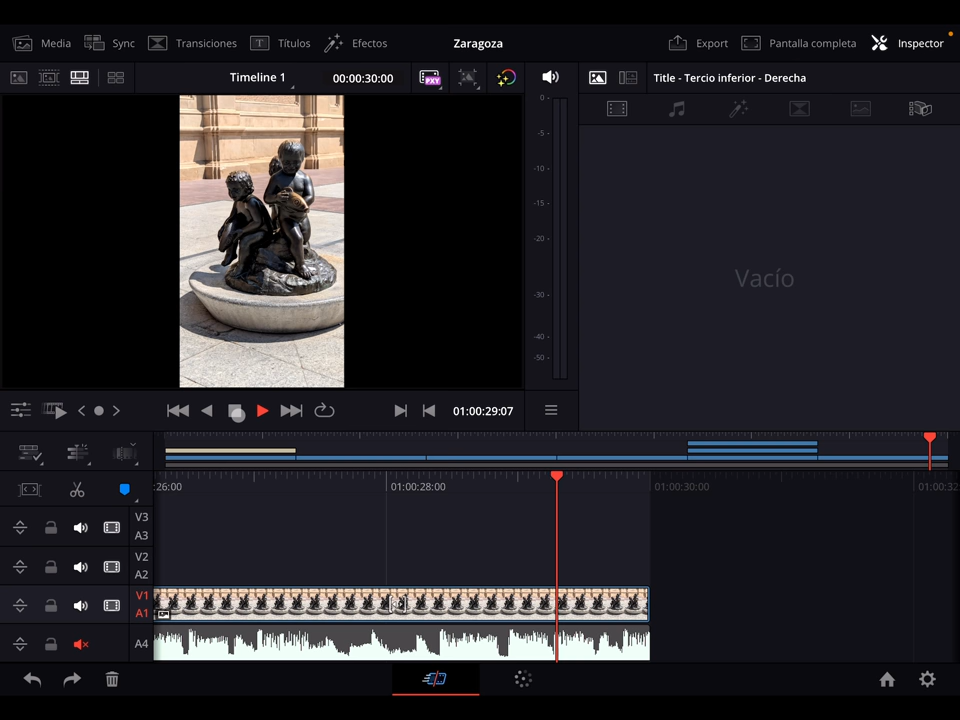 Media Sync Transiciones Títulos Efectos Zaragoza Export Pantalla completa Inspector
Timeline 1 00:00:30:00 PXY Title - Tercio inferior - Derecha
0
-5
-10
-15
-20
-30
-40
-50
Vacío
01:00:29:07
:26:00 01:00:28:00 01:00:30:00 01:00:32
V3
A3
V2
A2
V1
A1
A4